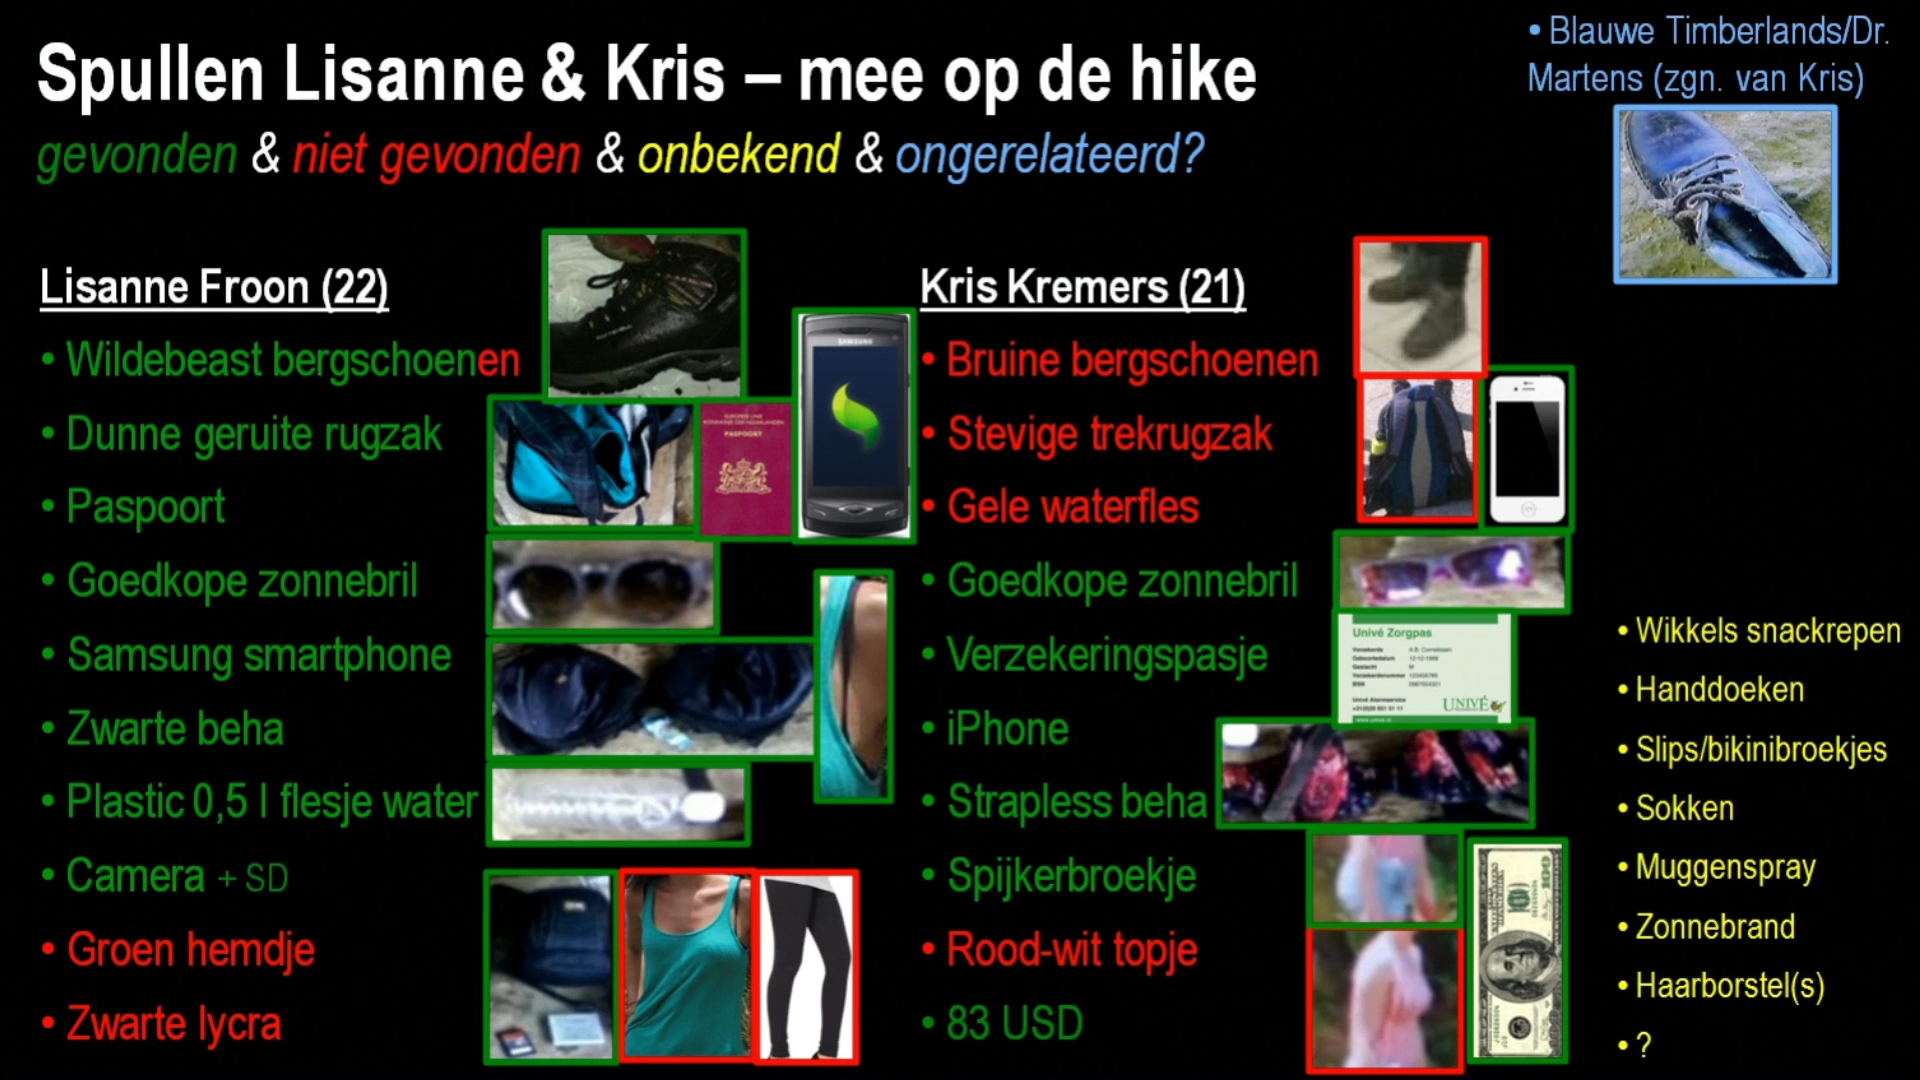 Spullen Lisanne & Kris – mee op de hike
gevonden & niet gevonden & onbekend & ongerelateerd?
• Blauwe Timberlands/Dr.
Martens (zgn. van Kris)
Lisanne Froon (22)
• Wildebeast bergschoenen
• Dunne geruite rugzak
• Paspoort
• Goedkope zonnebril
• Samsung smartphone
• Zwarte beha
• Plastic 0,5 l flesje water
• Camera + SD
• Groen hemdje
• Zwarte lycra
PASPOORT
SAMSUNG
Kris Kremers (21)
• Bruine bergschoenen
• Stevige trekrugzak
• Gele waterfles
• Goedkope zonnebril
• Verzekeringspasje
• iPhone
• Strapless beha
• Spijkerbroekje
• Rood-wit topje
• 83 USD
Univé Zorgpas
UNIVÉ
100
• Wikkels snackrepen
• Handdoeken
• Slips/bikinibroekjes
• Sokken
• Muggenspray
• Zonnebrand
• Haarborstel(s)
• ?